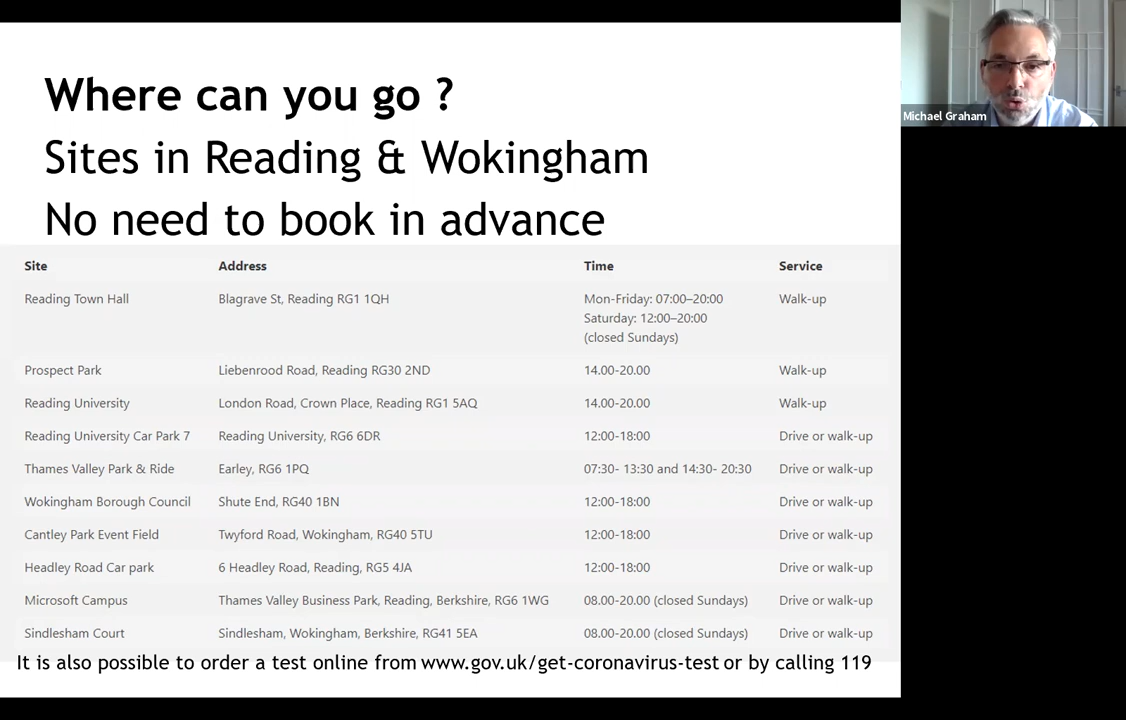 Where can you go ?
Sites in Reading & Wokingham
No need to book in advance
Michael Graham
Site Address Time Service
Reading Town Hall Blagrave St, Reading RG1 1QH Mon-Friday: 07:00–20:00 Walk-up
Saturday: 12:00–20:00
(closed Sundays)
Prospect Park Liebenrood Road, Reading RG30 2ND 14.00-20.00 Walk-up
Reading University London Road, Crown Place, Reading RG1 5AQ 14.00-20.00 Walk-up
Reading University Car Park 7 Reading University, RG6 6DR 12:00-18:00 Drive or walk-up
Thames Valley Park & Ride Earley, RG6 1PQ 07:30- 13:30 and 14:30- 20:30 Drive or walk-up
Wokingham Borough Council Shute End, RG40 1BN 12:00-18:00 Drive or walk-up
Cantley Park Event Field Twyford Road, Wokingham, RG40 5TU 12:00-18:00 Drive or walk-up
Headley Road Car park 6 Headley Road, Reading, RG5 4JA 12:00-18:00 Drive or walk-up
Microsoft Campus Thames Valley Business Park, Reading, Berkshire, RG6 1WG 08.00-20.00 (closed Sundays) Drive or walk-up
Sindlesham Court Sindlesham, Wokingham, Berkshire, RG41 5EA 08.00-20.00 (closed Sundays) Drive or walk-up
It is also possible to order a test online from www.gov.uk/get-coronavirus-test or by calling 119